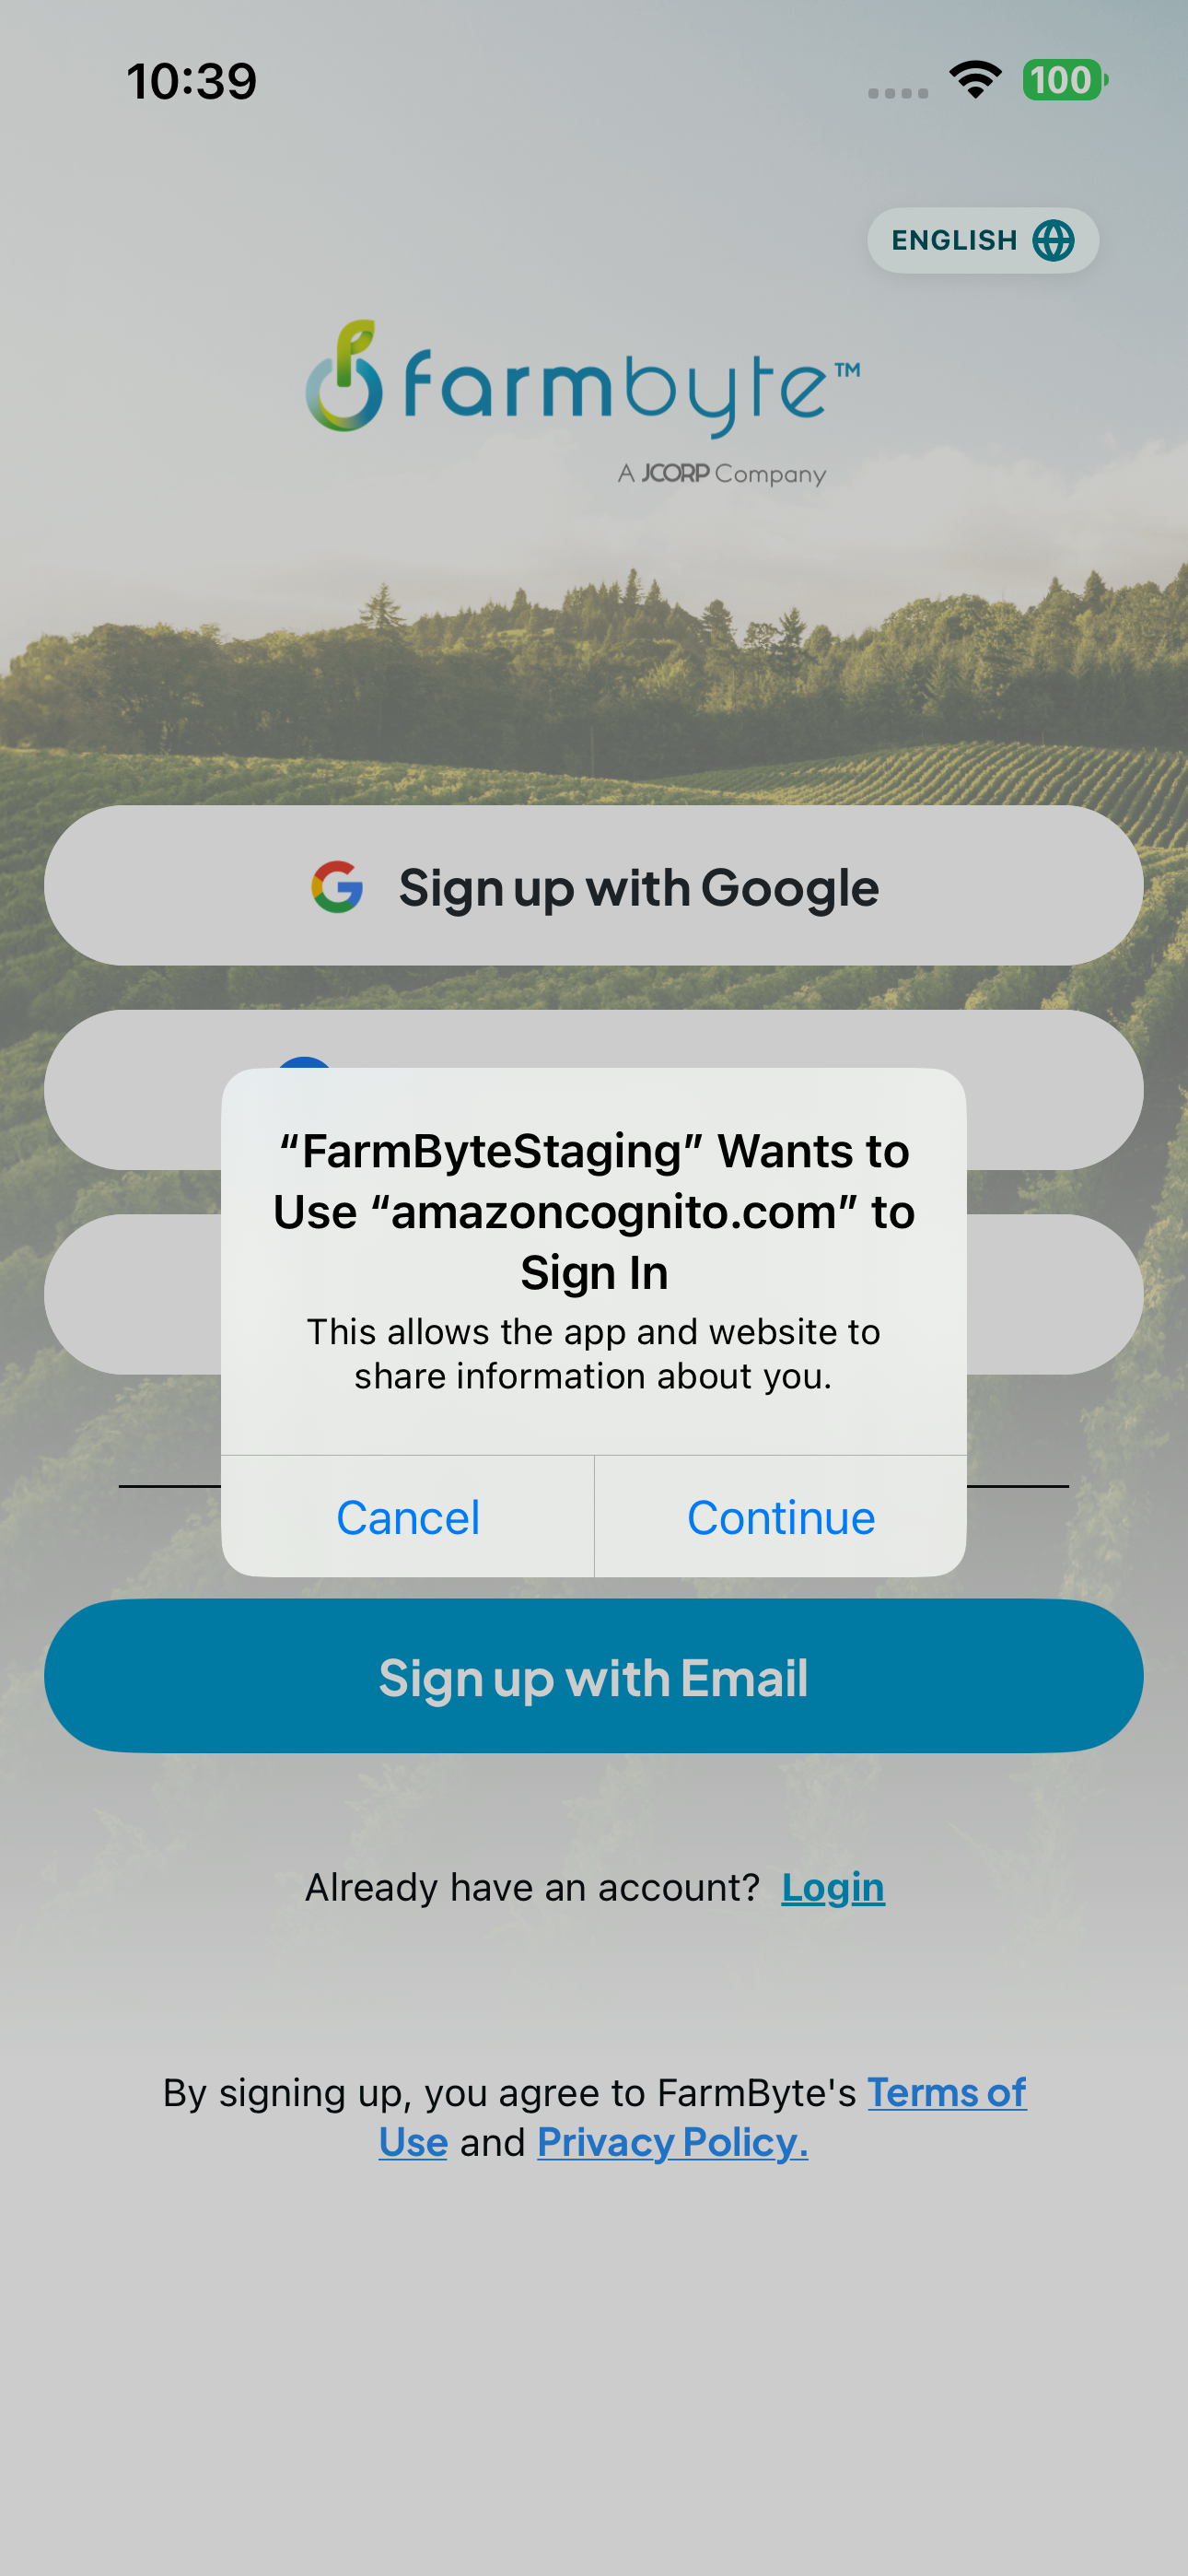 10:39
100
ENGLISH
farmbyte™
A JCORP Company
Sign up with Google
“FarmByteStaging” Wants to
Use “amazoncognito.com” to
Sign In
This allows the app and website to
share information about you.
Cancel
Continue
Sign up with Email
Already have an account? Login
By signing up, you agree to FarmByte's Terms of
Use and Privacy Policy.